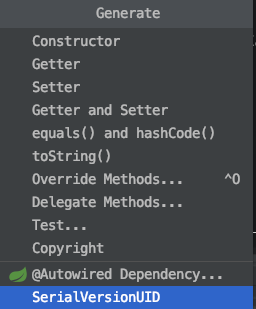 Generate
Constructor
Getter
Setter
Getter and Setter
equals() and hashCode()
toString()
Override Methods... ^O
Delegate Methods...
Test...
Copyright
@Autowired Dependency...
SerialVersionUID